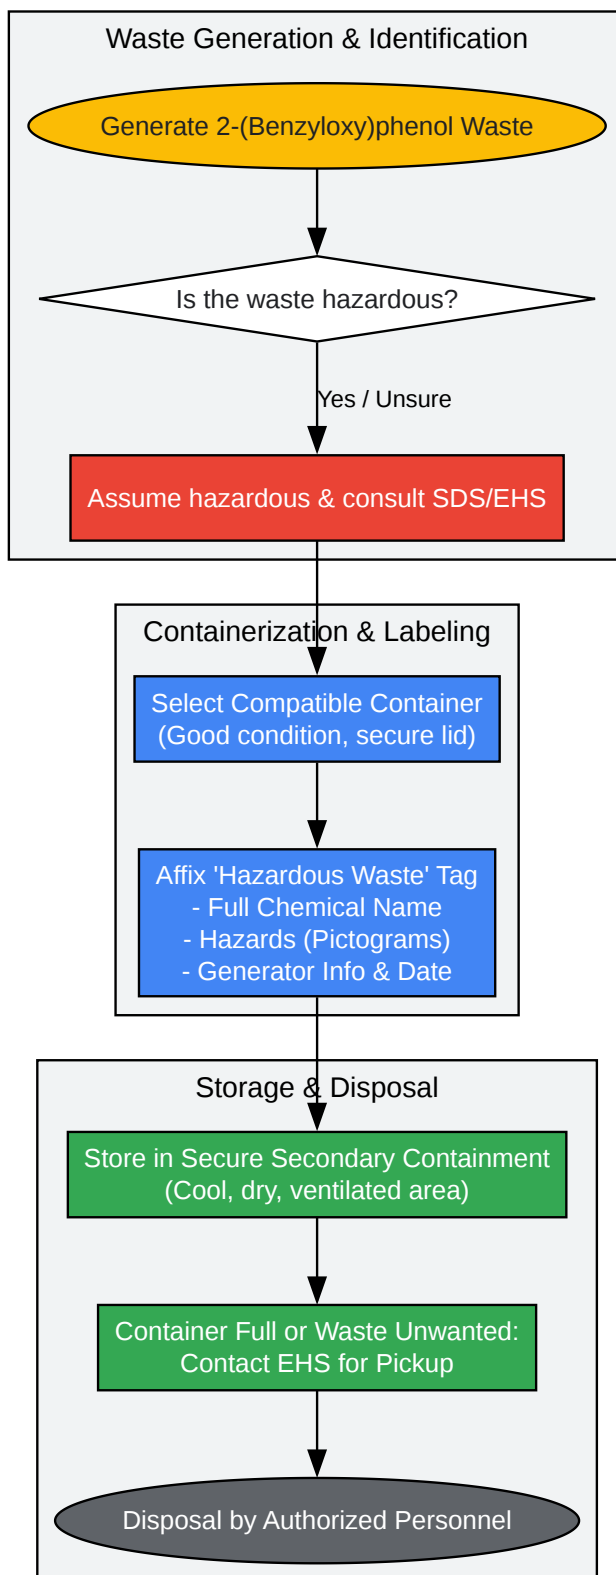 Waste Generation & Identification
Generate 2-(Benzyloxy)phenol Waste
Is the waste hazardous?
Yes / Unsure
Assume hazardous & consult SDS/EHS
Containerization & Labeling
Select Compatible Container
(Good condition, secure lid)
Affix 'Hazardous Waste' Tag
- Full Chemical Name
- Hazards (Pictograms)
- Generator Info & Date
Storage & Disposal
Store in Secure Secondary Containment
(Cool, dry, ventilated area)
Container Full or Waste Unwanted:
Contact EHS for Pickup
Disposal by Authorized Personnel